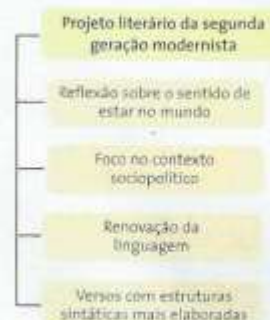 Projeto literário da segunda
geração modernista
Reflexão sobre o sentido de
estar no mundo
Foco no contexto
sociopolítico
Renovação da
linguagem
Versos com estruturas
sintáticas mais elaboradas